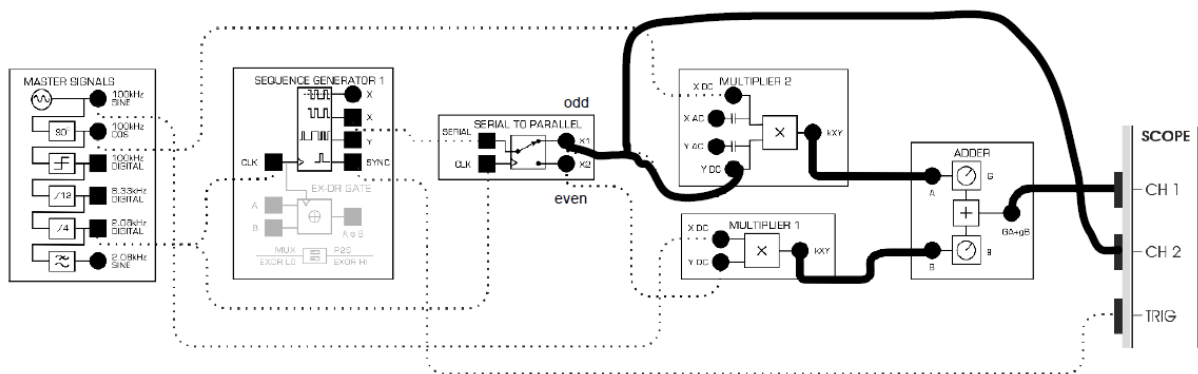 MASTER SIGNALS
100kHz
SINE
90°
100kHz
COS
100kHz
DIGITAL
/12
8.33kHz
DIGITAL
/4
2.08kHz
DIGITAL
2.08kHz
SINE
SEQUENCE GENERATOR 1
X
X
Y
CLK
SYNC
EX-OR GATE
A
B
A⊕B
MUX
R2S
EXOR LO
EXOR HI
odd
SERIAL TO PARALLEL
SERIAL
X1
CLK
X2
even
MULTIPLIER 2
X DC
X AC
X
kXY
Y AC
Y DC
MULTIPLIER 1
X DC
Y DC
X
kXY
ADDER
G
A
+
GA+gB
B
g
SCOPE
CH 1
CH 2
TRIG